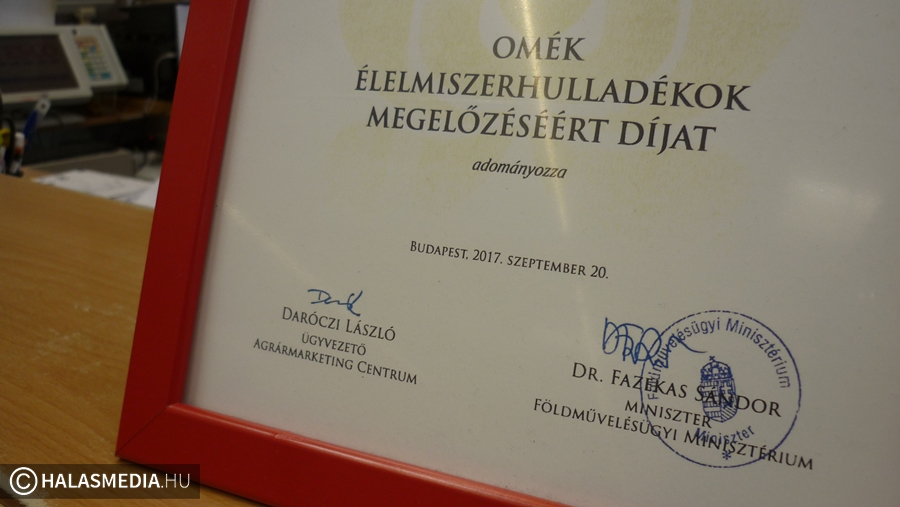 OMÉK
ÉLELMISZERHULLADÉKOK
MEGELŐZÉSÉÉRT DÍJAT
adományozza
BUDAPEST, 2017. SZEPTEMBER 20.
DARÓCZI LÁSZLÓ
ÜGYVEZETŐ
AGRÁRMARKETING CENTRUM
DR. FAZEKAS SÁNDOR
MINISZTER
FÖLDMŰVELÉSÜGYI MINISZTÉRIUM
Földművelésügyi Minisztérium
Miniszter
*
© HALASMEDIA.HU